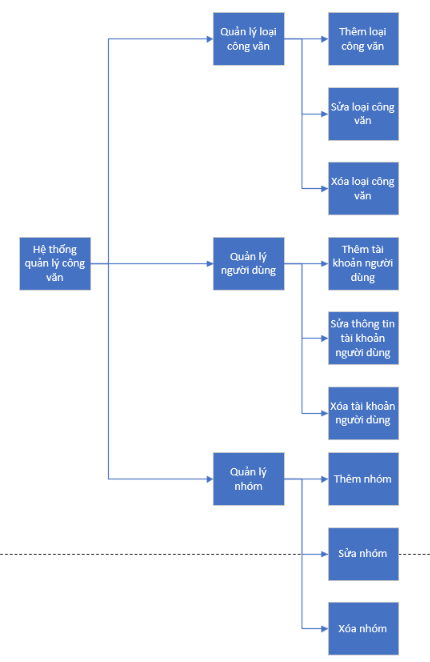 Quản lý loại
công văn
Thêm loại
công văn
Sửa loại công
văn
Xóa loại công
văn
Hệ thống
quản lý công
văn
Quản lý
người dùng
Thêm tài
khoản người
dùng
Sửa thông tin
tài khoản
người dùng
Xóa tài khoản
người dùng
Quản lý
nhóm
Thêm nhóm
Sửa nhóm
Xóa nhóm